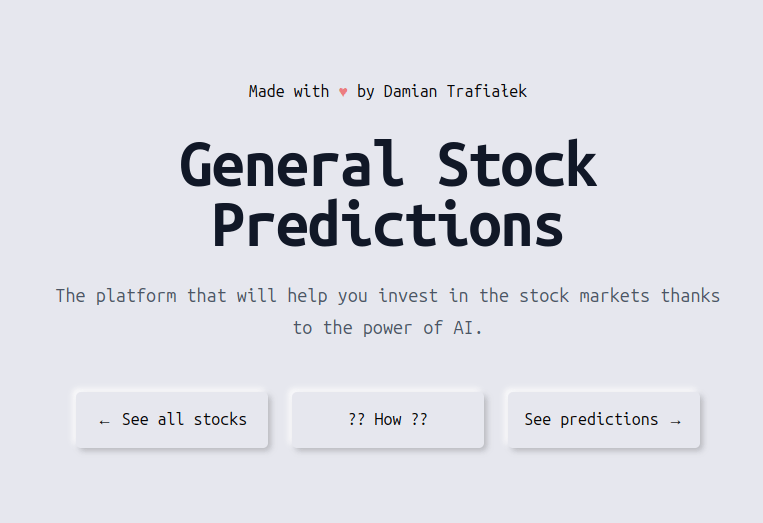 Made with ♥ by Damian Trafiałek
General Stock
Predictions
The platform that will help you invest in the stock markets thanks
to the power of AI.
← See all stocks
?? How ??
See predictions →